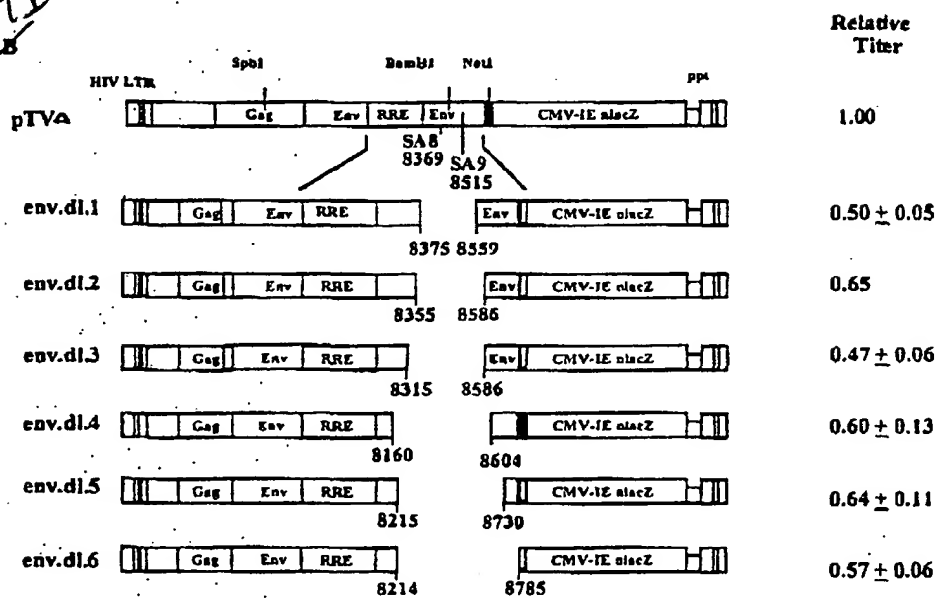 B
Relative
Titer
SphI BamHI NotI ppt
HIV LTR
pTVΔ Gag Env RRE Env CMV-IE nlacZ 1.00
SA8
8369
SA9
8515
env.dl.1 Gag Env RRE Env CMV-IE nlacZ 0.50 ± 0.05
8375 8559
env.dl.2 Gag Env RRE Env CMV-IE nlacZ 0.65
8355 8586
env.dl.3 Gag Env RRE Env CMV-IE nlacZ 0.47 ± 0.06
8315 8586
env.dl.4 Gag Env RRE CMV-IE nlacZ 0.60 ± 0.13
8160 8604
env.dl.5 Gag Env RRE CMV-IE nlacZ 0.64 ± 0.11
8215 8730
env.dl.6 Gag Env RRE CMV-IE nlacZ 0.57 ± 0.06
8214 8785